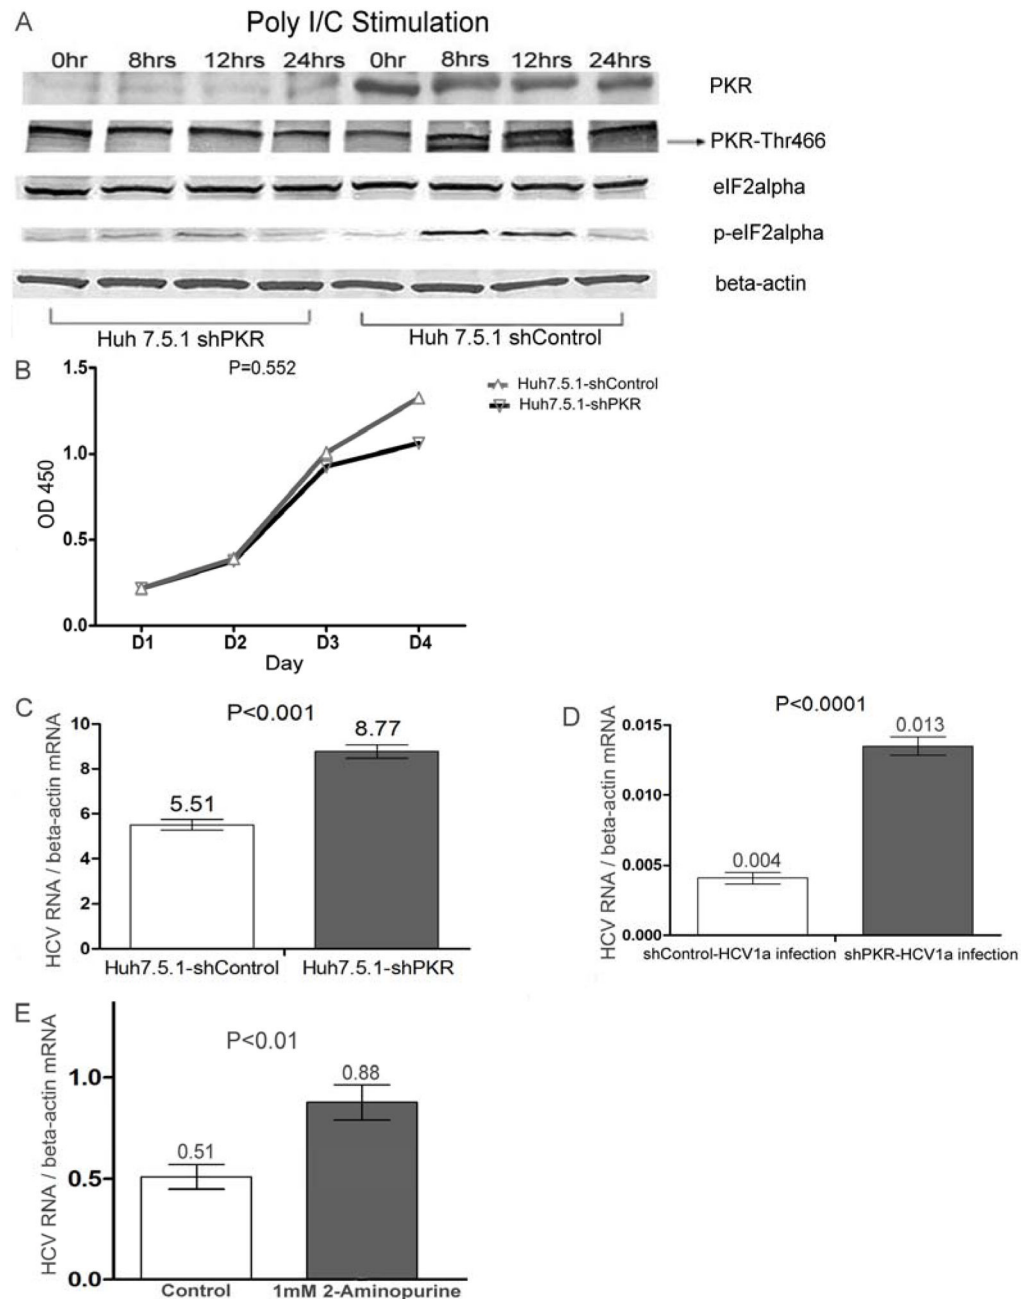 A
Poly I/C Stimulation
0hr 8hrs 12hrs 24hrs 0hr 8hrs 12hrs 24hrs
PKR
PKR-Thr466
eIF2alpha
p-eIF2alpha
beta-actin
Huh 7.5.1 shPKR
Huh 7.5.1 shControl
B
P=0.552
Huh7.5.1-shControl
Huh7.5.1-shPKR
OD 450
1.5
1.0
0.5
0.0
D1 D2 D3 D4
Day
C
P<0.001
HCV RNA / beta-actin mRNA
10
8
6
4
2
0
5.51
8.77
Huh7.5.1-shControl Huh7.5.1-shPKR
D
P<0.0001
HCV RNA / beta-actin mRNA
0.015
0.010
0.005
0.000
0.004
0.013
shControl-HCV1a infection shPKR-HCV1a infection
E
P<0.01
HCV RNA / beta-actin mRNA
1.0
0.5
0.0
0.51
0.88
Control 1mM 2-Aminopurine